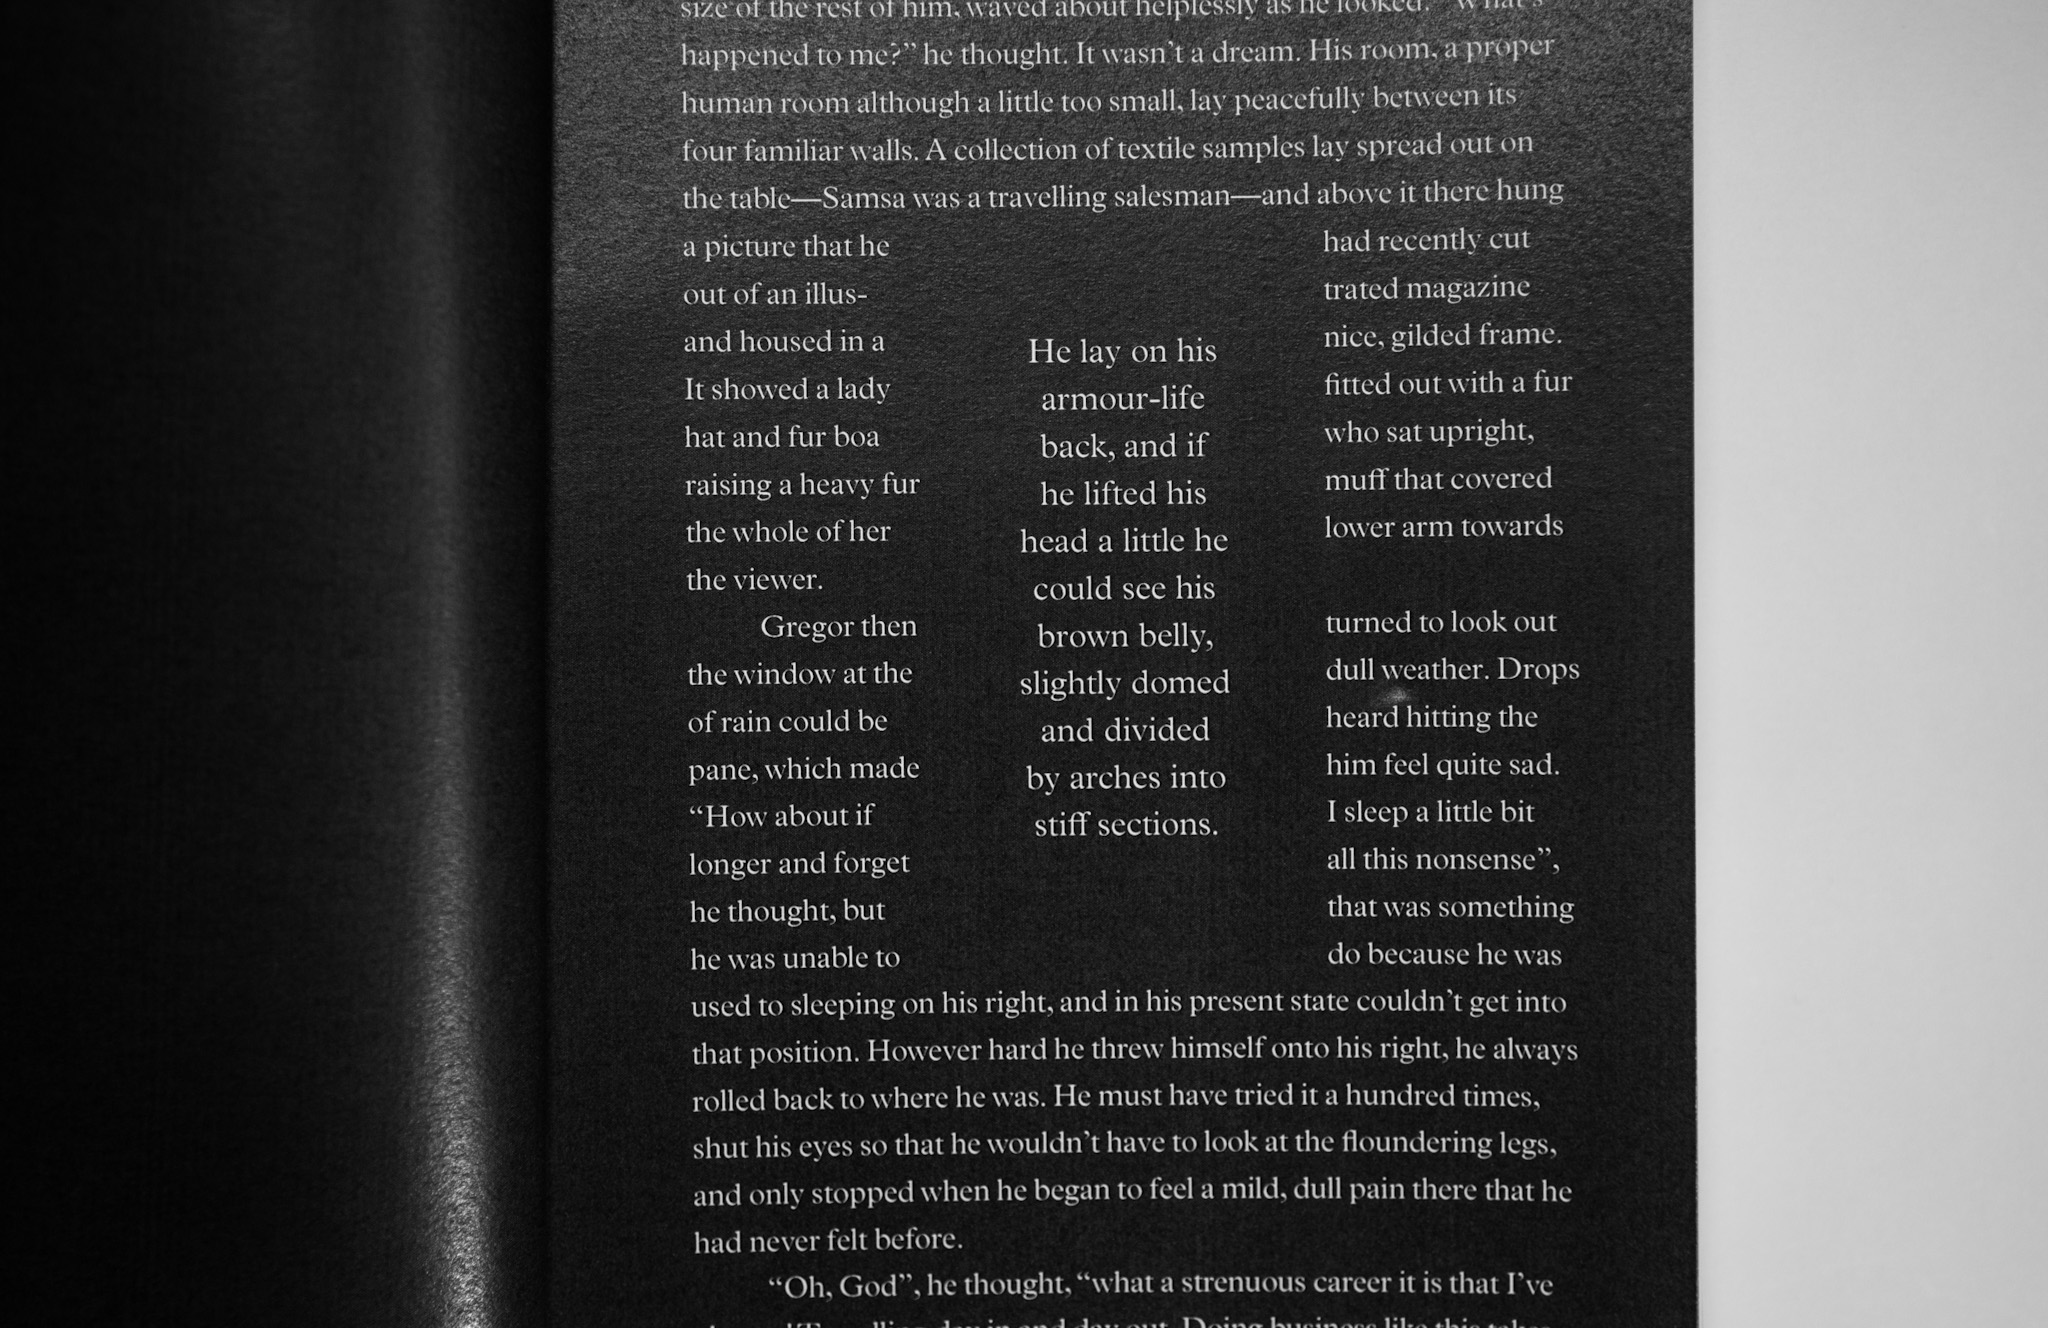 size of the rest of him, waved about helplessly as he looked. “What’s
happened to me?” he thought. It wasn’t a dream. His room, a proper
human room although a little too small, lay peacefully between its
four familiar walls. A collection of textile samples lay spread out on
the table—Samsa was a travelling salesman—and above it there hung
a picture that he had recently cut
out of an illus- trated magazine
and housed in a nice, gilded frame.
It showed a lady fitted out with a fur
hat and fur boa who sat upright,
raising a heavy fur muff that covered
the whole of her lower arm towards
the viewer.
Gregor then turned to look out
the window at the dull weather. Drops
of rain could be heard hitting the
pane, which made him feel quite sad.
“How about if I sleep a little bit
longer and forget all this nonsense”,
he thought, but that was something
he was unable to do because he was
He lay on his
armour-life
back, and if
he lifted his
head a little he
could see his
brown belly,
slightly domed
and divided
by arches into
stiff sections.
used to sleeping on his right, and in his present state couldn’t get into
that position. However hard he threw himself onto his right, he always
rolled back to where he was. He must have tried it a hundred times,
shut his eyes so that he wouldn’t have to look at the floundering legs,
and only stopped when he began to feel a mild, dull pain there that he
had never felt before.
“Oh, God”, he thought, “what a strenuous career it is that I’ve
day in and day out. Doing business like this takes